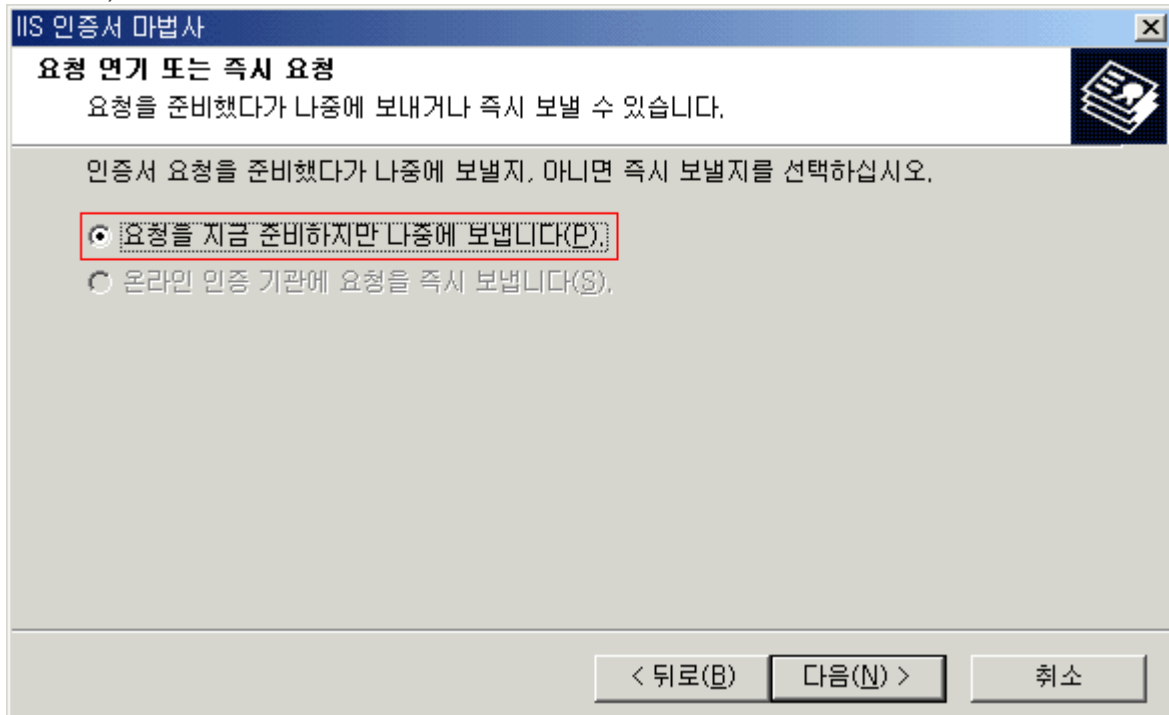 IIS 인증서 마법사
요청 연기 또는 즉시 요청
요청을 준비했다가 나중에 보내거나 즉시 보낼 수 있습니다.
인증서 요청을 준비했다가 나중에 보낼지, 아니면 즉시 보낼지를 선택하십시오.
요청을 지금 준비하지만 나중에 보냅니다(P).
온라인 인증 기관에 요청을 즉시 보냅니다(S).
< 뒤로(B) 다음(N) > 취소